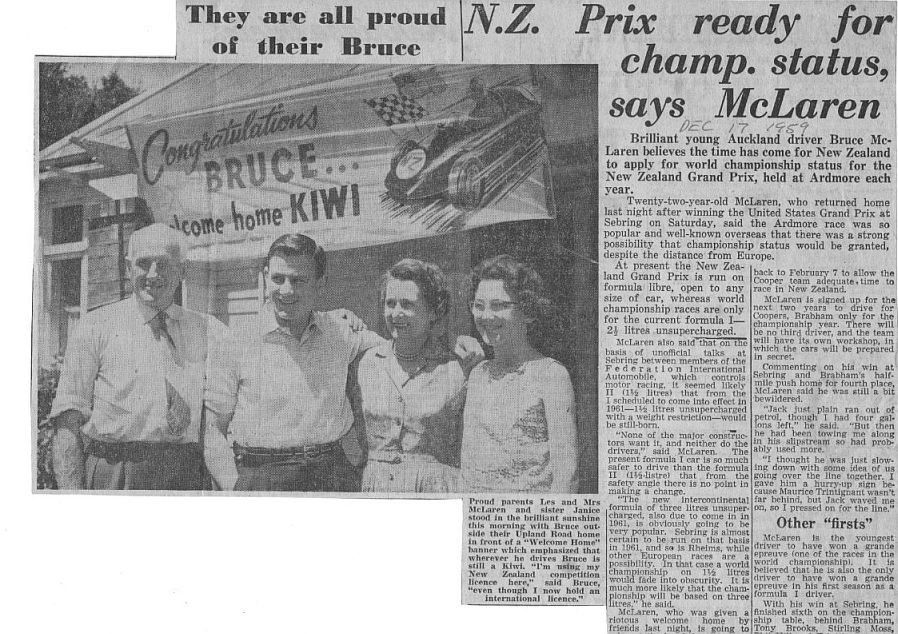 They are all proud
of their Bruce
Congratulations
BRUCE...
lcome home KIWI
Proud parents Les and Mrs
McLaren and sister Janice
stood in the brilliant sunshine
this morning with Bruce out-
side their Upland Road home
in front of a "Welcome Home"
banner which emphasized that
wherever he drives Bruce is
still a Kiwi. "I'm using my
New Zealand competition
licence here," said Bruce,
"even though I now hold an
international licence."
N.Z. Prix ready for
champ. status,
says McLaren
DEC 17 1959
Brilliant young Auckland driver Bruce Mc-
Laren believes the time has come for New Zealand
to apply for world championship status for the
New Zealand Grand Prix, held at Ardmore each
year.
Twenty-two-year-old McLaren, who returned home
last night after winning the United States Grand Prix at
Sebring on Saturday, said the Ardmore race was so
popular and well-known overseas that there was a strong
possibility that championship status would be granted,
despite the distance from Europe.
At present the New Zea-
land Grand Prix is run on
formula libre, open to any
size of car, whereas world
championship races are only
for the current formula I—
2½ litres unsupercharged.
McLaren also said that on the
basis of unofficial talks at
Sebring between members of the
Federation International
Automobile, which controls
motor racing, it seemed likely
II (1½ litres) that from the
I scheduled to come into effect in
1961—1½ litres unsupercharged
with a weight restriction—would
be still-born.
"None of the major construc-
tors want it, and neither do the
drivers," said McLaren. The
present formula I car is so much
safer to drive than the formula
II (1½-listre) that from the
safety angle there is no point in
making a change.
"The new intercontinental
formula of three litres unsuper-
charged, also due to come in in
1961, is obviously going to be
very popular. Sebring is almost
certain to be run on that basis
in 1961, and so is Rheims, while
other European races are a
possibility. In that case a world
championship on 1½ litres
would fade into obscurity. It is
much more likely that the cham-
pionship will be based on three
litres," he said.
McLaren, who was given a
riotous welcome home by
friends last night, is going to
back to February 7 to allow the
Cooper team adequate time to
race in New Zealand.
McLaren is signed up for the
next two years to drive for
Coopers, Brabham only for the
championship year. There will
be no third driver, and the team
will have its own workshop, in
which the cars will be prepared
in secret.
Commenting on his win at
Sebring and Brabham's half-
mile push home for fourth place,
McLaren said he was still a bit
bewildered.
"Jack just plain ran out of
petrol, though I had four gal-
lons left," he said. "But then
he had been towing me along
in his slipstream so had prob-
ably used more.
"I thought he was just slow-
ing down with some idea of us
going over the line together. I
gave him a hurry-up sign be-
cause Maurice Trintignant wasn't
far behind, but Jack waved me
on, so I pressed on for the line."
Other "firsts"
McLaren is the youngest
driver to have won a grande
epreuve (one of the races in the
world championship). It is
believed that he is also the only
driver to have won a grande
epreuve in his first season as a
formula I driver.
With his win at Sebring, he
finished sixth on the champion-
ship table, behind Brabham,
Tony Brooks, Stirling Moss,